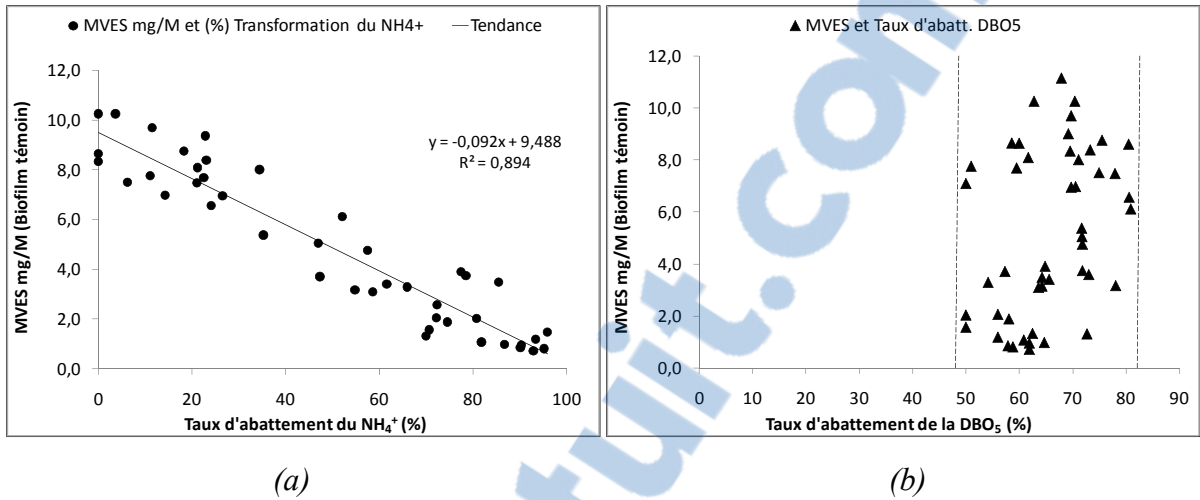 MVES mg/M et (%) Transformation du NH4+ Tendance
MVES mg/M (Biofilm témoin)
12,0
10,0
8,0
6,0
4,0
2,0
0,0
y = -0,092x + 9,488
R² = 0,894
0 20 40 60 80 100
Taux d'abattement du NH₄⁺ (%)
(a)
MVES et Taux d'abatt. DBO5
MVES mg/M (Biofilm témoin)
12,0
10,0
8,0
6,0
4,0
2,0
0,0
0 10 20 30 40 50 60 70 80 90
Taux d'abattement de la DBO₅ (%)
(b)
tuit.com